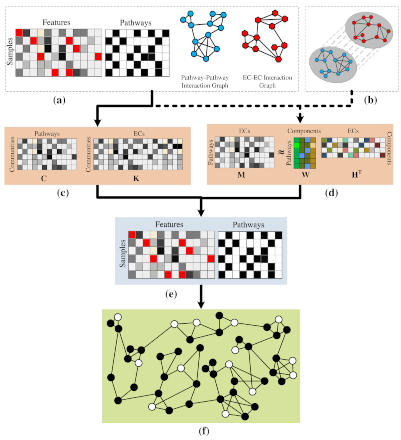 Features Pathways
Samples
Pathway-Pathway
Interaction Graph
EC-EC Interaction
Graph
(a)
(b)
Pathways
Communities
C
ECs
Communities
K
(c)
ECs
Pathways
M
≈
Components
Pathways
W
ECs
Components
Hᵀ
(d)
Features Pathways
Samples
(e)
(f)